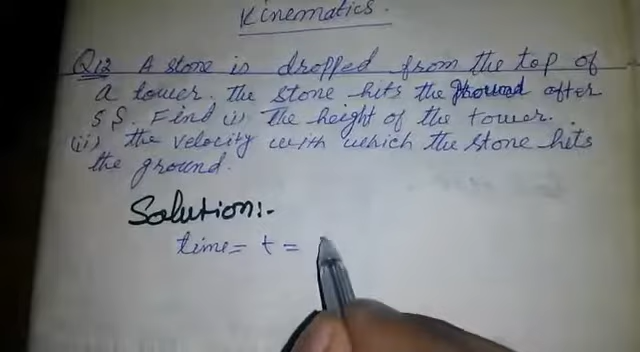 Kinematics.
Q12 A stone is dropped from the top of
a tower. The stone hits the ground after
5 S. Find i) The height of the tower.
(ii) the velocity with which the stone hits
the ground.
Solution:-
time = t =